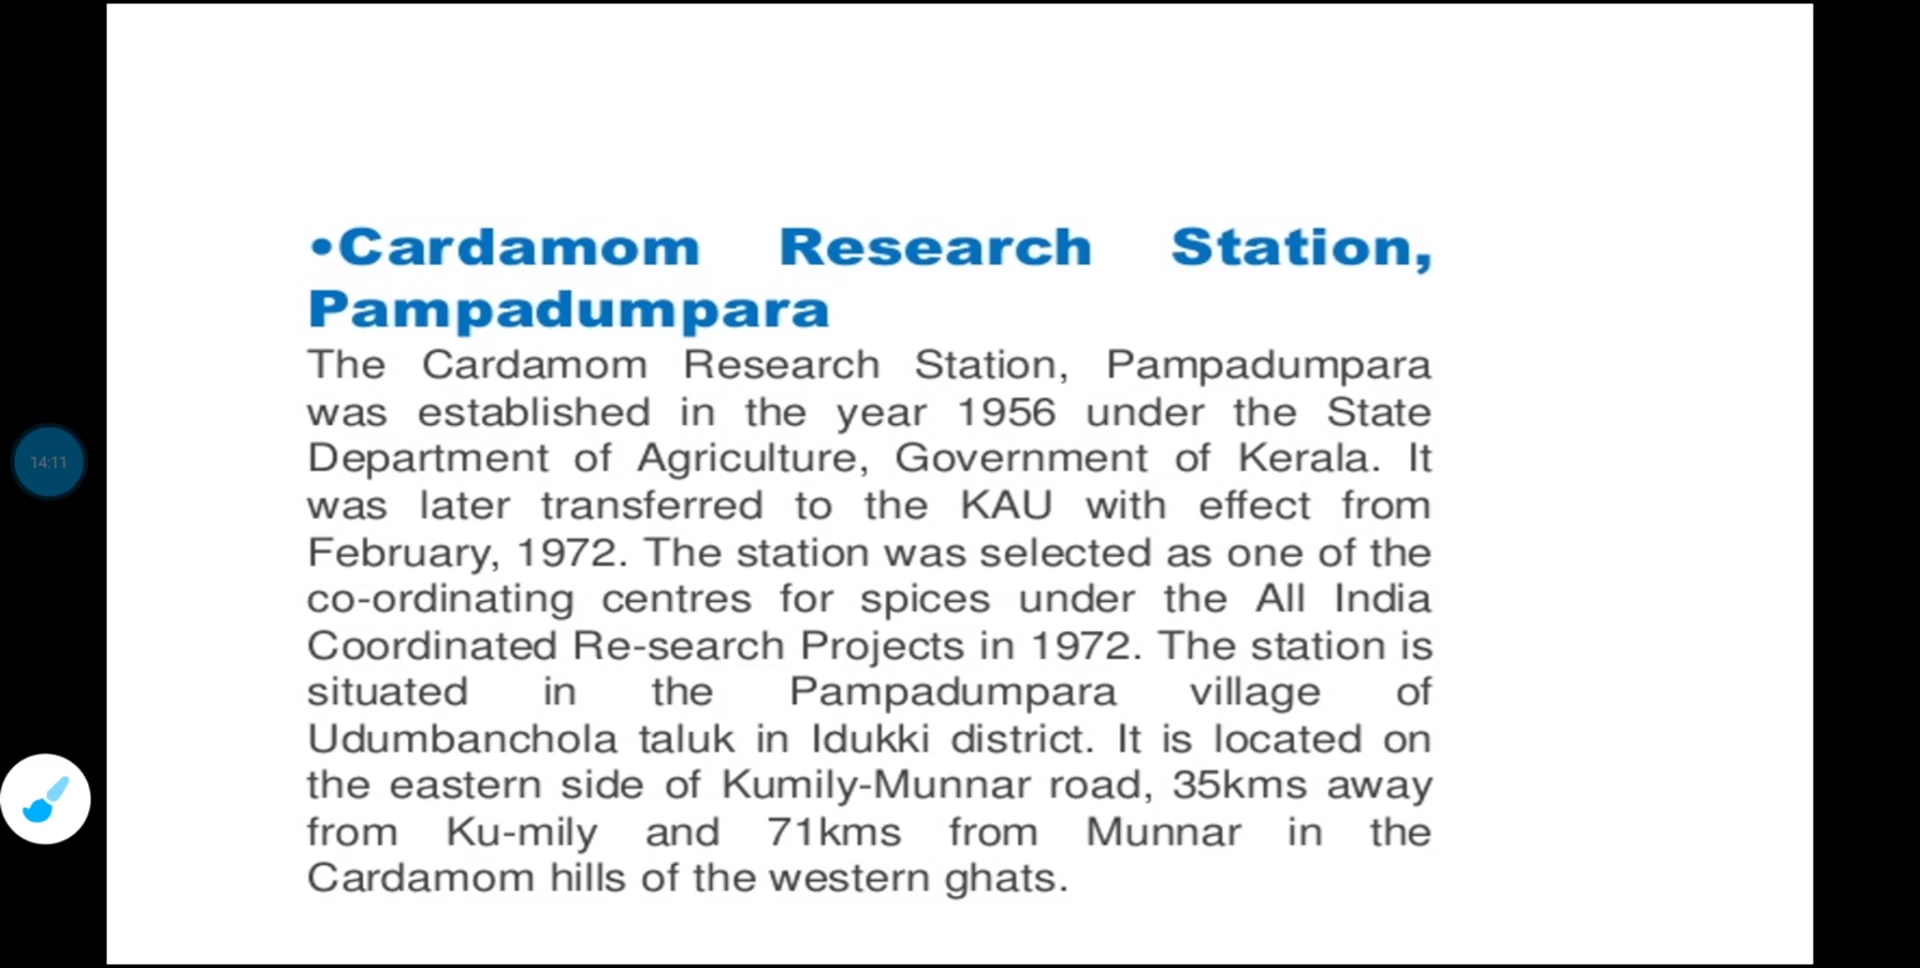 •Cardamom Research Station,
Pampadumpara
The Cardamom Research Station, Pampadumpara
was established in the year 1956 under the State
Department of Agriculture, Government of Kerala. It
was later transferred to the KAU with effect from
February, 1972. The station was selected as one of the
co-ordinating centres for spices under the All India
Coordinated Re-search Projects in 1972. The station is
situated in the Pampadumpara village of
Udumbanchola taluk in Idukki district. It is located on
the eastern side of Kumily-Munnar road, 35kms away
from Ku-mily and 71kms from Munnar in the
Cardamom hills of the western ghats.
14:11